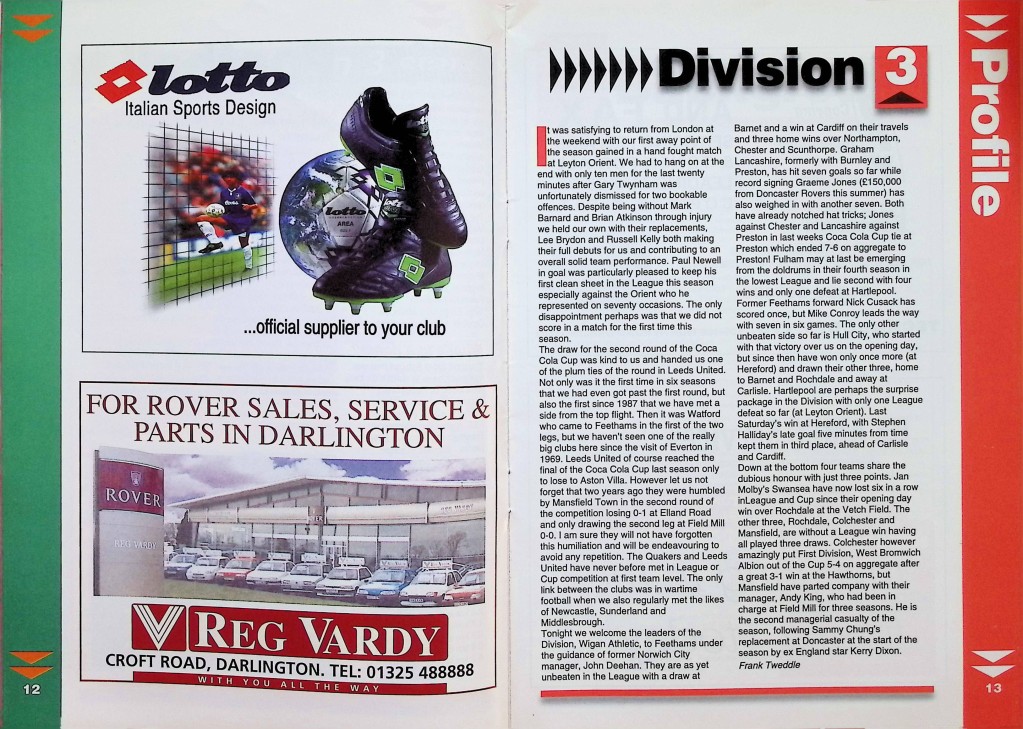 lotto
Italian Sports Design
lotto
AREA
...official supplier to your club
FOR ROVER SALES, SERVICE &
PARTS IN DARLINGTON
ROVER
REG VARDY
REG VARDY
CROFT ROAD, DARLINGTON. TEL: 01325 488888
WITH YOU ALL THE WAY
12
Division 3
It was satisfying to return from London at
the weekend with our first away point of
the season gained in a hand fought match
at Leyton Orient. We had to hang on at the
end with only ten men for the last twenty
minutes after Gary Twynham was
unfortunately dismissed for two bookable
offences. Despite being without Mark
Barnard and Brian Atkinson through injury
we held our own with their replacements,
Lee Brydon and Russell Kelly both making
their full debuts for us and contributing to an
overall solid team performance. Paul Newell
in goal was particularly pleased to keep his
first clean sheet in the League this season
especially against the Orient who he
represented on seventy occasions. The only
disappointment perhaps was that we did not
score in a match for the first time this
season.
The draw for the second round of the Coca
Cola Cup was kind to us and handed us one
of the plum ties of the round in Leeds United.
Not only was it the first time in six seasons
that we had even got past the first round, but
also the first since 1987 that we have met a
side from the top flight. Then it was Watford
who came to Feethams in the first of the two
legs, but we haven't seen one of the really
big clubs here since the visit of Everton in
1969. Leeds United of course reached the
final of the Coca Cola Cup last season only
to lose to Aston Villa. However let us not
forget that two years ago they were humbled
by Mansfield Town in the second round of
the competition losing 0-1 at Elland Road
and only drawing the second leg at Field Mill
0-0. I am sure they will not have forgotten
this humiliation and will be endeavouring to
avoid any repetition. The Quakers and Leeds
United have never before met in League or
Cup competition at first team level. The only
link between the clubs was in wartime
football when we also regularly met the likes
of Newcastle, Sunderland and
Middlesbrough.
Tonight we welcome the leaders of the
Division, Wigan Athletic, to Feethams under
the guidance of former Norwich City
manager, John Deehan. They are as yet
unbeaten in the League with a draw at
Barnet and a win at Cardiff on their travels
and three home wins over Northampton,
Chester and Scunthorpe. Graham
Lancashire, formerly with Burnley and
Preston, has hit seven goals so far while
record signing Graeme Jones (£150,000
from Doncaster Rovers this summer) has
also weighed in with another seven. Both
have already notched hat tricks; Jones
against Chester and Lancashire against
Preston in last weeks Coca Cola Cup tie at
Preston which ended 7-6 on aggregate to
Preston! Fulham may at last be emerging
from the doldrums in their fourth season in
the lowest League and lie second with four
wins and only one defeat at Hartlepool.
Former Feethams forward Nick Cusack has
scored once, but Mike Conroy leads the way
with seven in six games. The only other
unbeaten side so far is Hull City, who started
with that victory over us on the opening day,
but since then have won only once more (at
Hereford) and drawn their other three, home
to Barnet and Rochdale and away at
Carlisle. Hartlepool are perhaps the surprise
package in the Division with only one League
defeat so far (at Leyton Orient). Last
Saturday's win at Hereford, with Stephen
Halliday's late goal five minutes from time
kept them in third place, ahead of Carlisle
and Cardiff.
Down at the bottom four teams share the
dubious honour with just three points. Jan
Molby's Swansea have now lost six in a row
inLeague and Cup since their opening day
win over Rochdale at the Vetch Field. The
other three, Rochdale, Colchester and
Mansfield, are without a League win having
all played three draws. Colchester however
amazingly put First Division, West Bromwich
Albion out of the Cup 5-4 on aggregate after
a great 3-1 win at the Hawthorns, but
Mansfield have parted company with their
manager, Andy King, who had been in
charge at Field Mill for three seasons. He is
the second managerial casualty of the
season, following Sammy Chung's
replacement at Doncaster at the start of the
season by ex England star Kerry Dixon.
Frank Tweddle
Profile
13